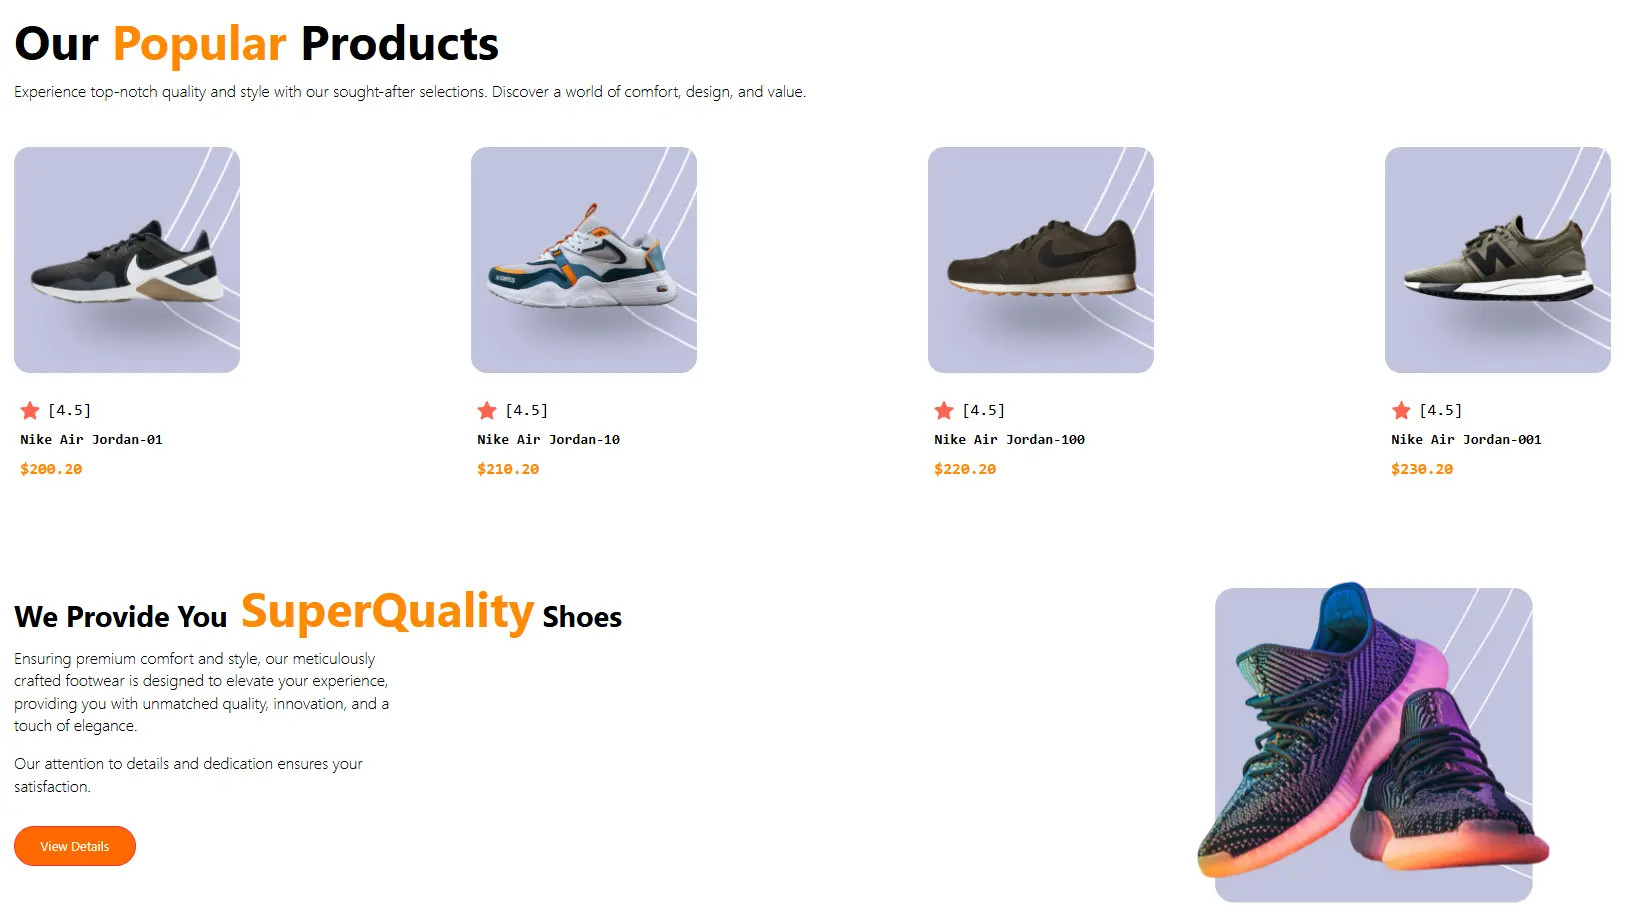 Our Popular Products
Experience top-notch quality and style with our sought-after selections. Discover a world of comfort, design, and value.
K·SWISS
[4.5]
Nike Air Jordan-01
$200.20
[4.5]
Nike Air Jordan-10
$210.20
[4.5]
Nike Air Jordan-100
$220.20
[4.5]
Nike Air Jordan-001
$230.20
We Provide You SuperQuality Shoes
Ensuring premium comfort and style, our meticulously
crafted footwear is designed to elevate your experience,
providing you with unmatched quality, innovation, and a
touch of elegance.
Our attention to details and dedication ensures your
satisfaction.
View Details